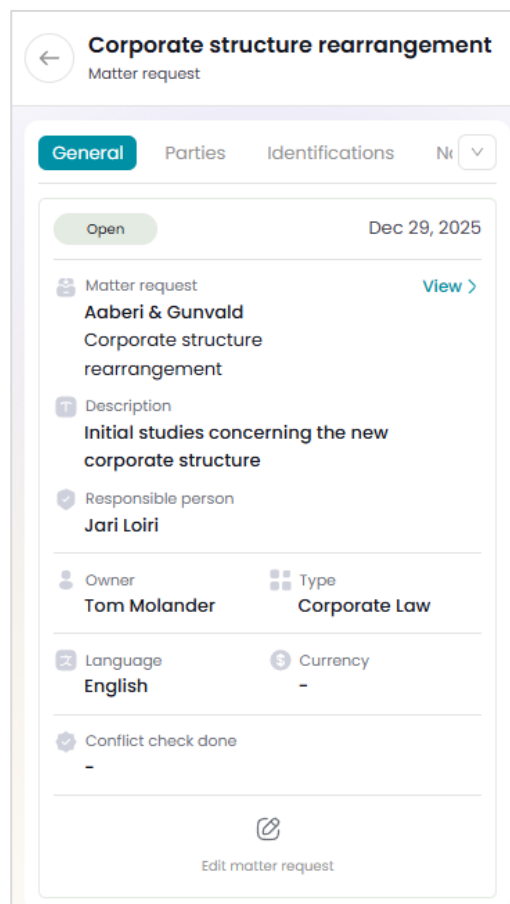 Corporate structure rearrangement
Matter request
General Parties Identifications
Open Dec 29, 2025
Matter request View
Aaberi & Gunvald
Corporate structure
rearrangement
Description
Initial studies concerning the new
corporate structure
Responsible person
Jari Loiri
Owner Type
Tom Molander Corporate Law
Language Currency
English -
Conflict check done
-
Edit matter request